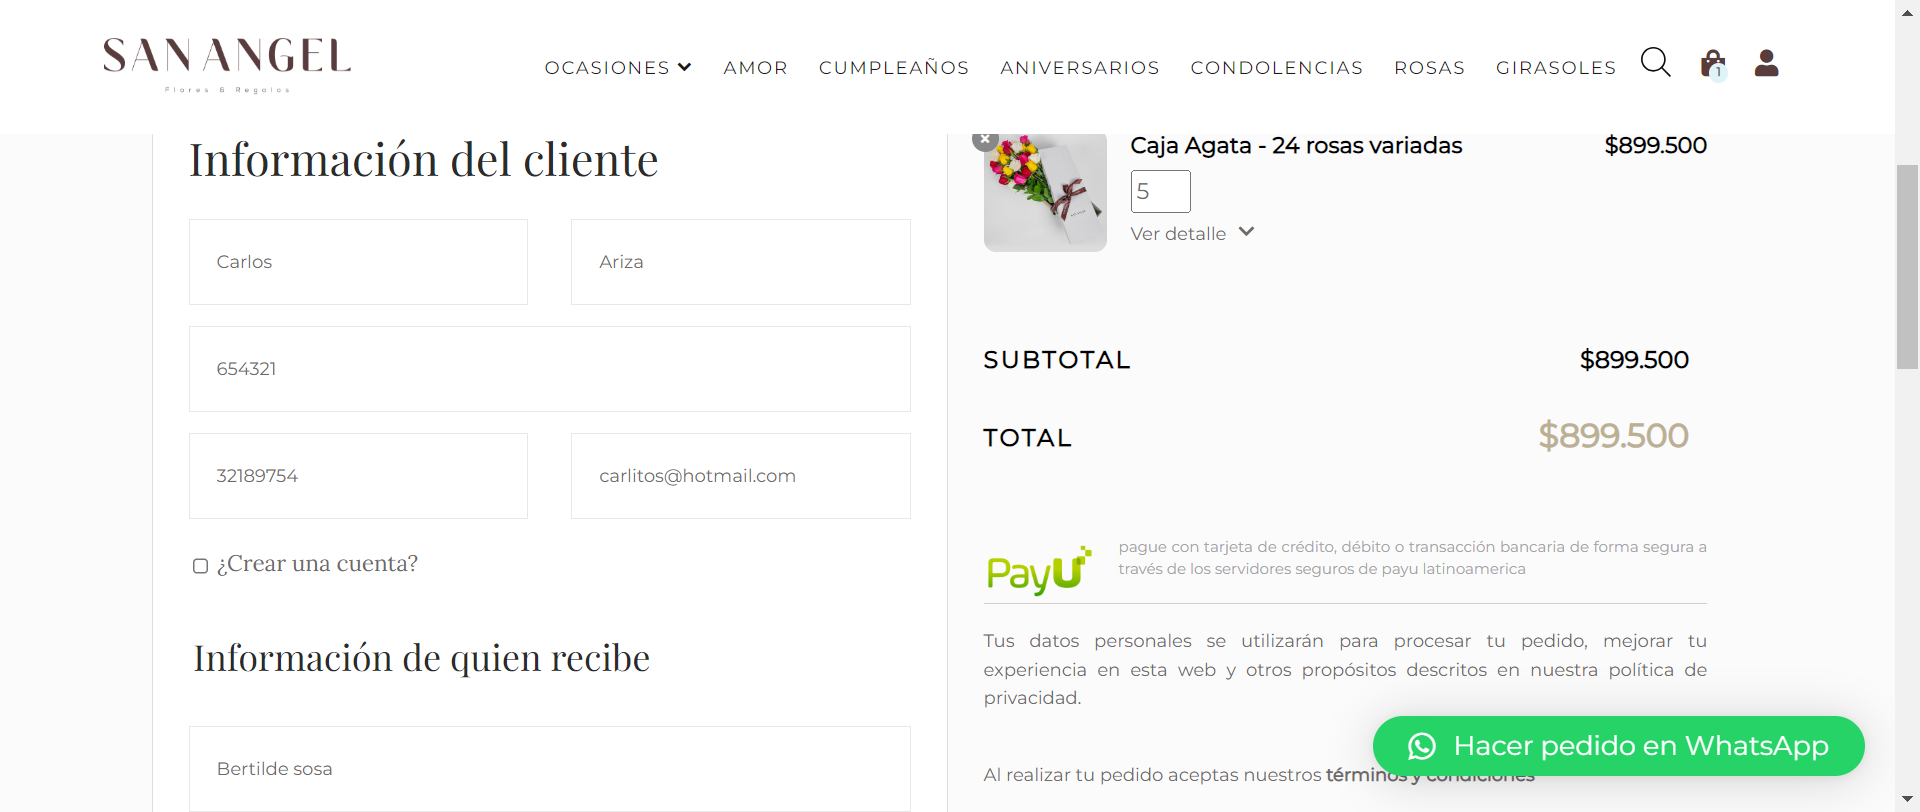 SAN ANGEL
Flores & Regalos
OCASIONES
AMOR
CUMPLEAÑOS
ANIVERSARIOS
CONDOLENCIAS
ROSAS
GIRASOLES
1
Información del cliente
Carlos
Ariza
654321
32189754
carlitos@hotmail.com
¿Crear una cuenta?
Información de quien recibe
Bertilde sosa
Caja Agata - 24 rosas variadas
$899.500
5
Ver detalle
SUBTOTAL
$899.500
TOTAL
$899.500
PayU
pague con tarjeta de crédito, débito o transacción bancaria de forma segura a
través de los servidores seguros de payu latinoamerica
Tus datos personales se utilizarán para procesar tu pedido, mejorar tu
experiencia en esta web y otros propósitos descritos en nuestra política de
privacidad.
Hacer pedido en WhatsApp
Al realizar tu pedido aceptas nuestros términos y condiciones